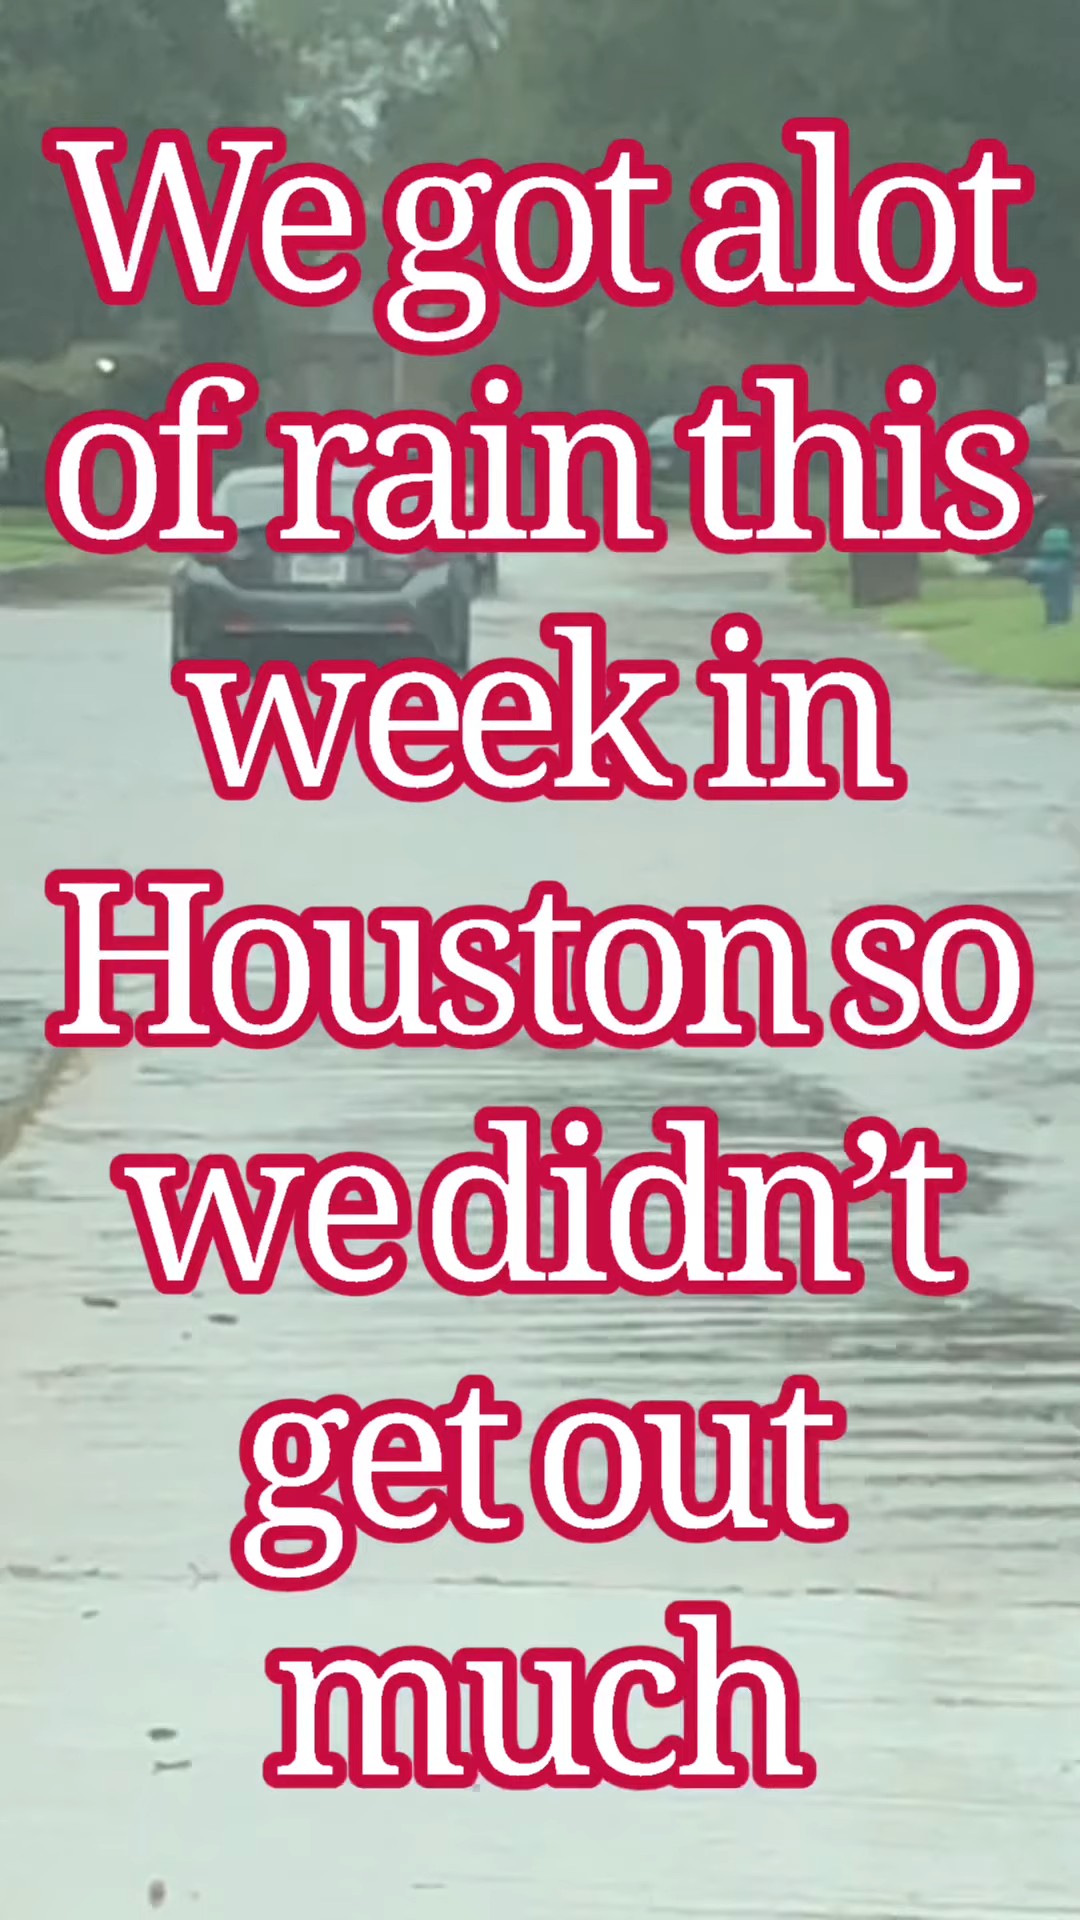 We got alot
of rain this
week in
Houston so
we didn’t
get out
much